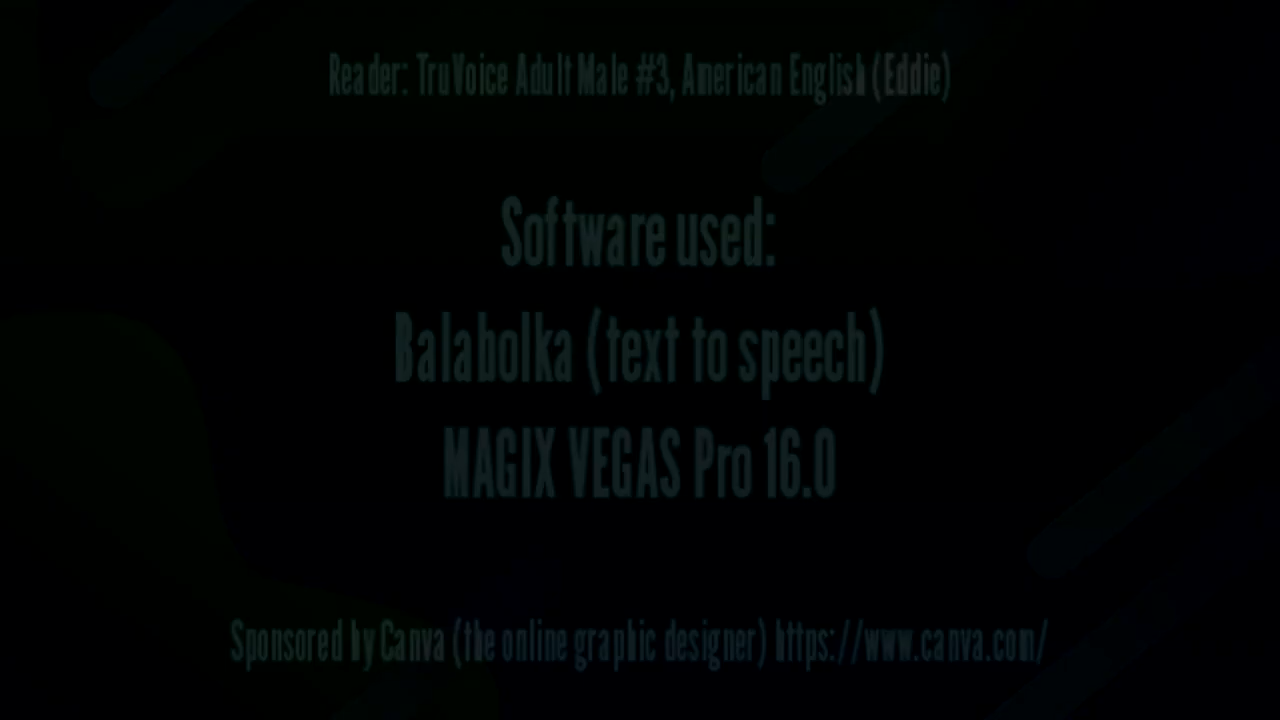 Reader: TruVoice Adult Male #3, American English (Eddie)
Software used:
Balabolka (text to speech)
MAGIX VEGAS Pro 16.0
Sponsored by Canva (the online graphic designer) https://www.canva.com/